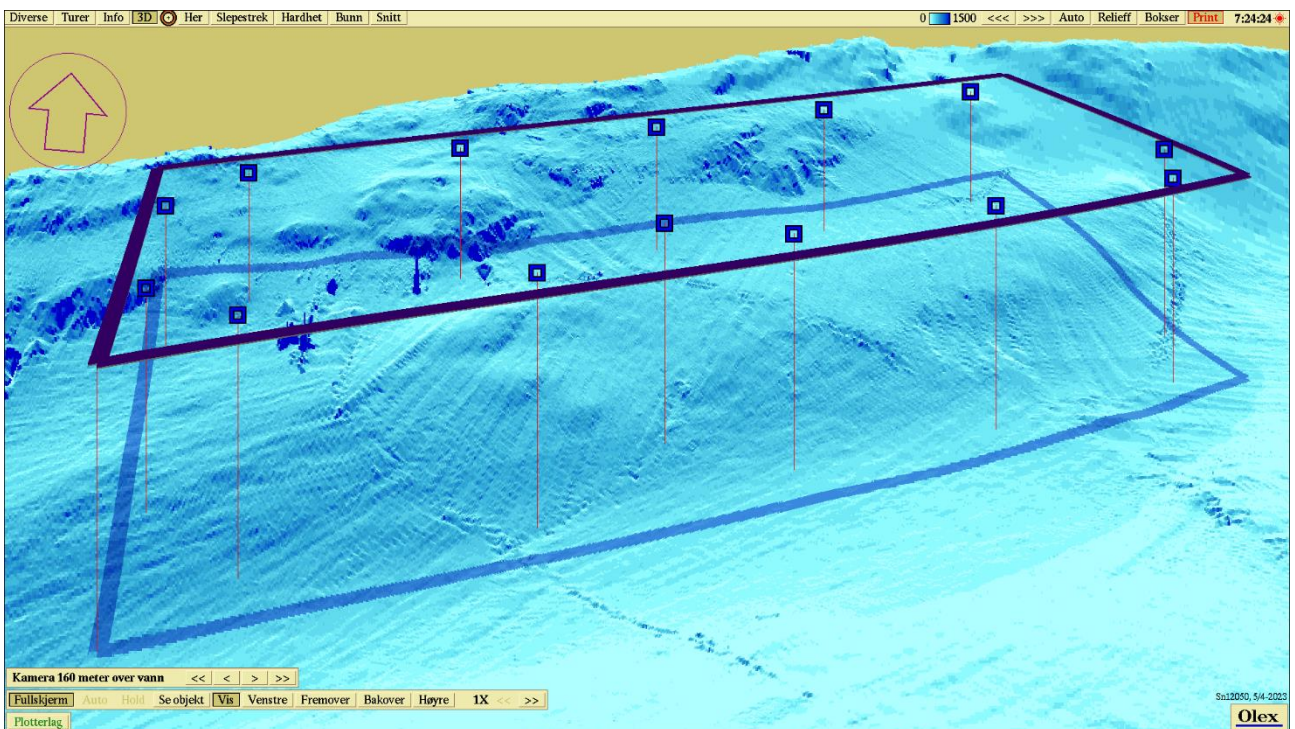 Diverse Turer Info 3D Her Slepestrek Hardhet Bunn Snitt 0 1500 <<< >>> Auto Relieff Bokser Print 7:24:24
Kamera 160 meter over vann << < > >>
Fullskjerm Auto Hold Se objekt Vis Venstre Fremover Bakover Høyre 1X << >>
Sn12050, 5/4-2023
Plotterlag
Olex